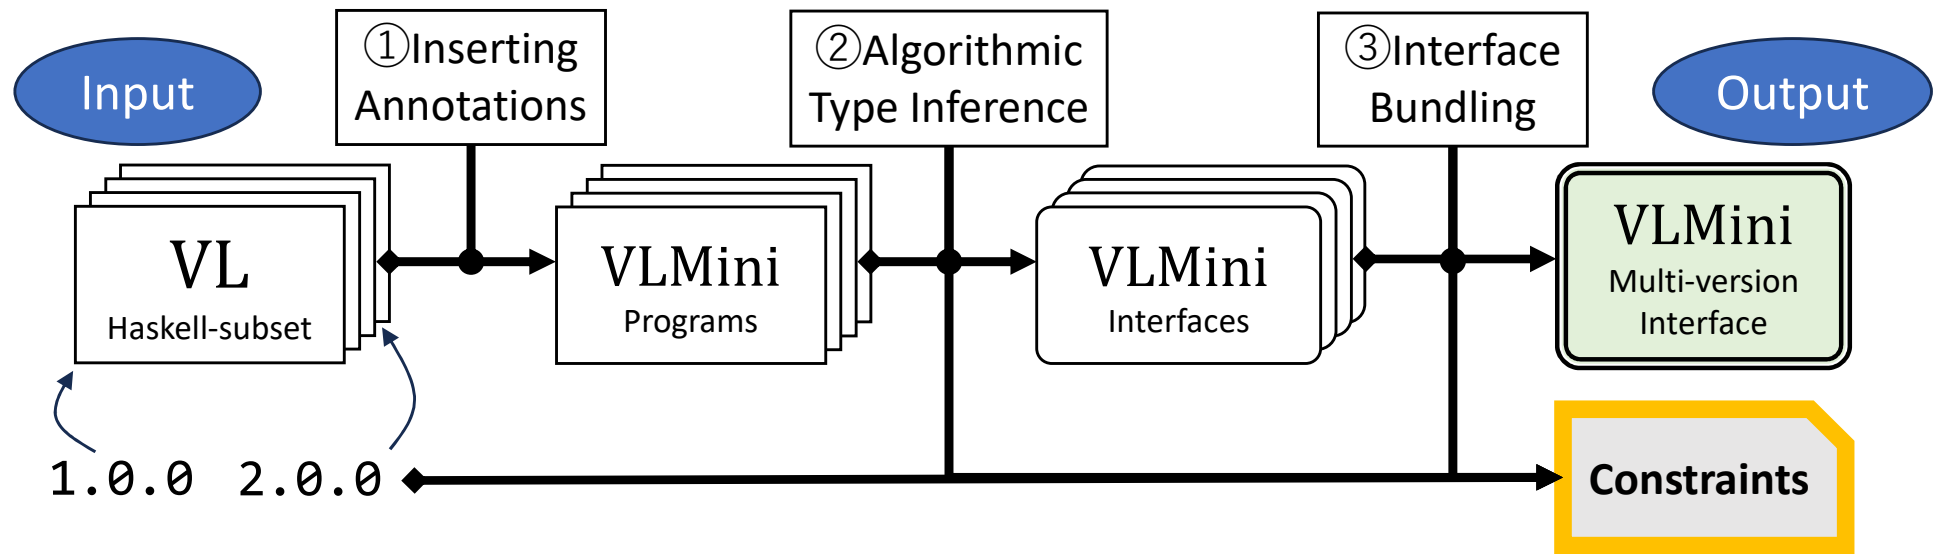 Input
①Inserting
Annotations
②Algorithmic
Type Inference
③Interface
Bundling
Output
VL
Haskell-subset
VLMini
Programs
VLMini
Interfaces
VLMini
Multi-version
Interface
1.0.0 2.0.0
Constraints